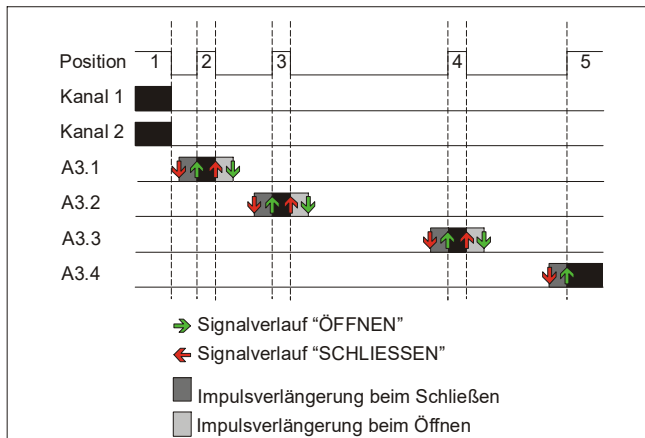 Position 1 2 3 4 5
Kanal 1
Kanal 2
A3.1
A3.2
A3.3
A3.4
Signalverlauf “ÖFFNEN”
Signalverlauf “SCHLIESSEN”
Impulsverlängerung beim Schließen
Impulsverlängerung beim Öffnen